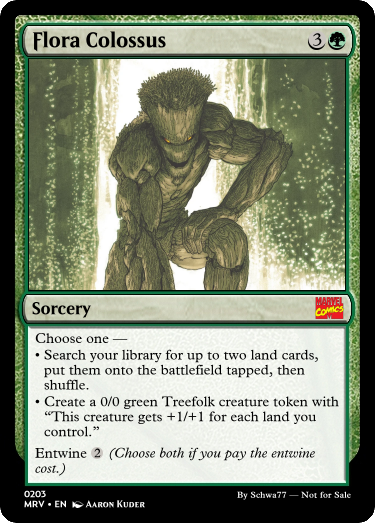 Flora Colossus 3
Sorcery
MARVEL
COMICS
Choose one —
• Search your library for up to two land cards,
put them onto the battlefield tapped, then
shuffle.
• Create a 0/0 green Treefolk creature token with
“This creature gets +1/+1 for each land you
control.”
Entwine 2 (Choose both if you pay the entwine
cost.)
0203
MRV • EN Aaron Kuder
By Schwa77 — Not for Sale